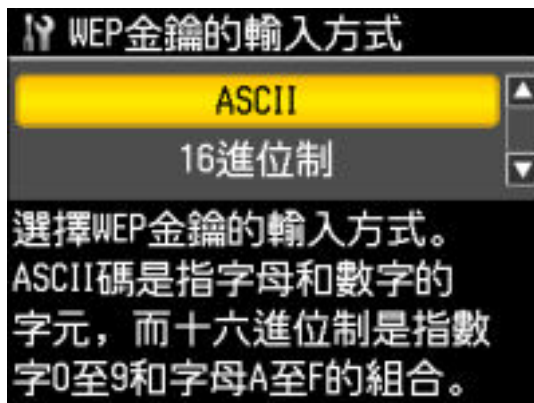 WEP金鑰的輸入方式
ASCII
16進位制
選擇WEP金鑰的輸入方式。
ASCII碼是指字母和數字的
字元，而十六進位制是指數
字0至9和字母A至F的組合。